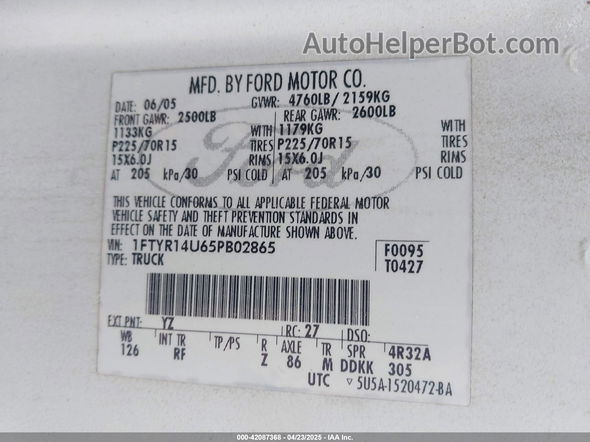 AutoHelperBot.com
MFD. BY FORD MOTOR CO.
DATE: 06/05 GVWR: 4760LB/ 2159KG
FRONT GAWR: 2500LB REAR GAWR: 2600LB
1133KG WITH 1179KG WITH
P225/70R15 TIRES P225/70R15 TIRES
15X6.0J RIMS 15X6.0J RIMS
AT 205 kPa/30 PSI COLD AT 205 kPa/30 PSI COLD
Ford
THIS VEHICLE CONFORMS TO ALL APPLICABLE FEDERAL MOTOR
VEHICLE SAFETY AND THEFT PREVENTION STANDARDS IN
EFFECT ON THE DATE OF MANUFACTURE SHOWN ABOVE.
VIN: 1FTYR14U65PB02865 F0095
TYPE: TRUCK T0427
EXT PNT: YZ RC: 27 DSO:
WB INT TR TP/PS R AXLE TR SPR 4R32A
126 RF Z 86 M DDKK 305
UTC ▽ 5U5A-1520472-BA
000-42087368 - 04/23/2025 - IAA Inc.